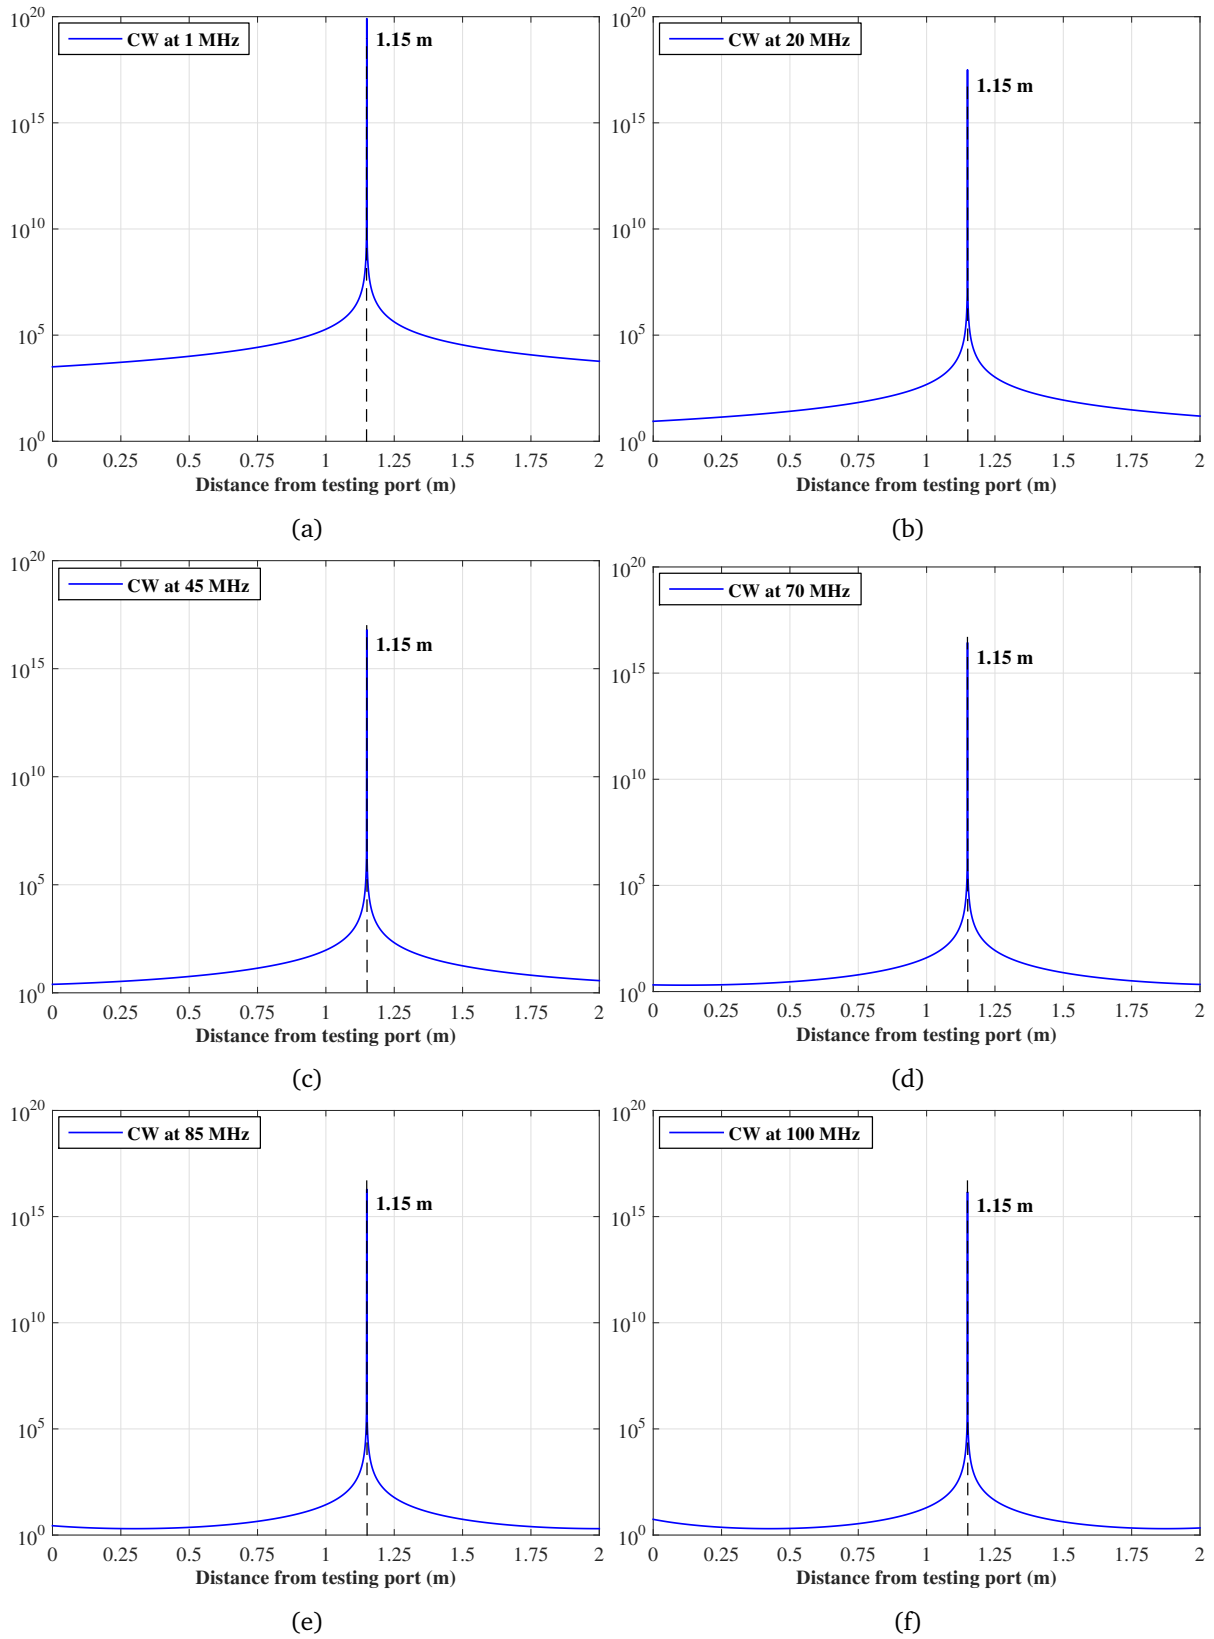 10^20
CW at 1 MHz
1.15 m
10^15
10^10
10^5
10^0
0 0.25 0.5 0.75 1 1.25 1.5 1.75 2
Distance from testing port (m)
(a)
10^20
CW at 20 MHz
1.15 m
10^15
10^10
10^5
10^0
0 0.25 0.5 0.75 1 1.25 1.5 1.75 2
Distance from testing port (m)
(b)
10^20
CW at 45 MHz
1.15 m
10^15
10^10
10^5
10^0
0 0.25 0.5 0.75 1 1.25 1.5 1.75 2
Distance from testing port (m)
(c)
10^20
CW at 70 MHz
1.15 m
10^15
10^10
10^5
10^0
0 0.25 0.5 0.75 1 1.25 1.5 1.75 2
Distance from testing port (m)
(d)
10^20
CW at 85 MHz
1.15 m
10^15
10^10
10^5
10^0
0 0.25 0.5 0.75 1 1.25 1.5 1.75 2
Distance from testing port (m)
(e)
10^20
CW at 100 MHz
1.15 m
10^15
10^10
10^5
10^0
0 0.25 0.5 0.75 1 1.25 1.5 1.75 2
Distance from testing port (m)
(f)